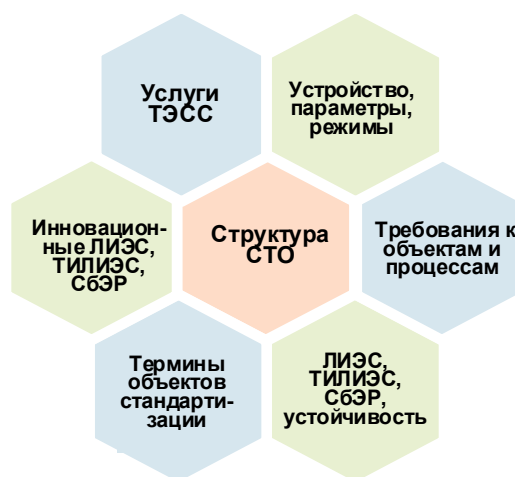 Услуги
ТЭСС
Устройство,
параметры,
режимы
Инновацион-
ные ЛИЭС,
ТИЛИЭС,
СбЭР
Структура
СТО
Требования к
объектам и
процессам
Термины
объектов
стандарти-
зации
ЛИЭС,
ТИЛИЭС,
СбЭР,
устойчивость